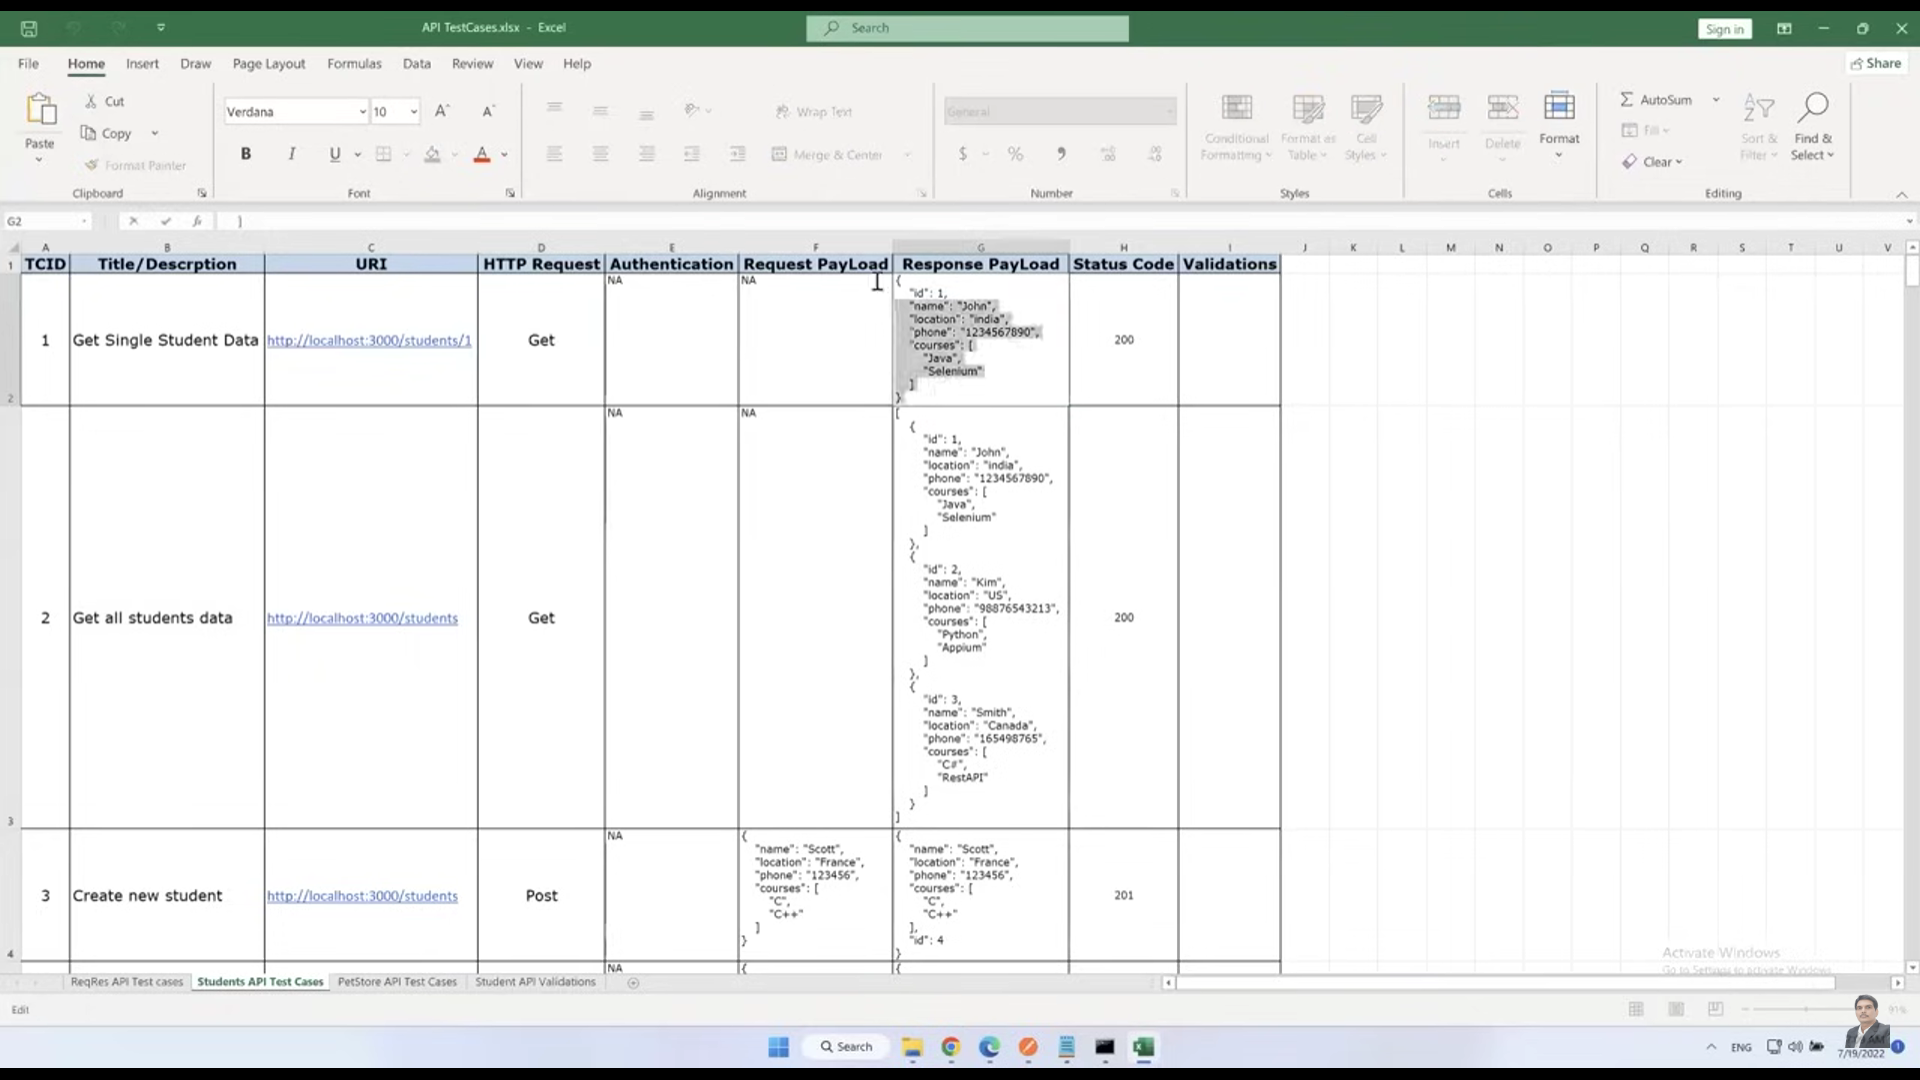 API TestCases.xlsx - Excel
Search
Sign in
File Home Insert Draw Page Layout Formulas Data Review View Help
Share
Paste
Cut
Copy
Format Painter
Clipboard
Verdana 10
A A
B I U A
Font
Wrap Text
Merge & Center
Alignment
General
$ % 9
Number
Conditional Formatting
Format as Table
Cell Styles
Styles
Insert Delete Format
Cells
AutoSum
Fill
Clear
Sort & Filter
Find & Select
Editing
G2 fx ]
A B C D E F G H I J K L M N O P Q R S T U V
1 TCID Title/Descrption URI HTTP Request Authentication Request PayLoad Response PayLoad Status Code Validations
2
1
Get Single Student Data
http://localhost:3000/students/1
Get
NA
NA
{
"id": 1,
"name": "John",
"location": "india",
"phone": "1234567890",
"courses": [
"Java",
"Selenium"
]
}
200
3
2
Get all students data
http://localhost:3000/students
Get
NA
NA
[
{
"id": 1,
"name": "John",
"location": "india",
"phone": "1234567890",
"courses": [
"Java",
"Selenium"
]
},
{
"id": 2,
"name": "Kim",
"location": "US",
"phone": "98876543213",
"courses": [
"Python",
"Appium"
]
},
{
"id": 3,
"name": "Smith",
"location": "Canada",
"phone": "165498765",
"courses": [
"C#",
"RestAPI"
]
}
]
200
4
3
Create new student
http://localhost:3000/students
Post
NA
{
"name": "Scott",
"location": "France",
"phone": "123456",
"courses": [
"C",
"C++"
]
}
{
"name": "Scott",
"location": "France",
"phone": "123456",
"courses": [
"C",
"C++"
],
"id": 4
}
201
NA { {
Activate Windows
Go to Settings to activate Windows.
ReqRes API Test cases Students API Test Cases PetStore API Test Cases Student API Validations
Edit
91%
Search
ENG
AM
7/19/2022
1